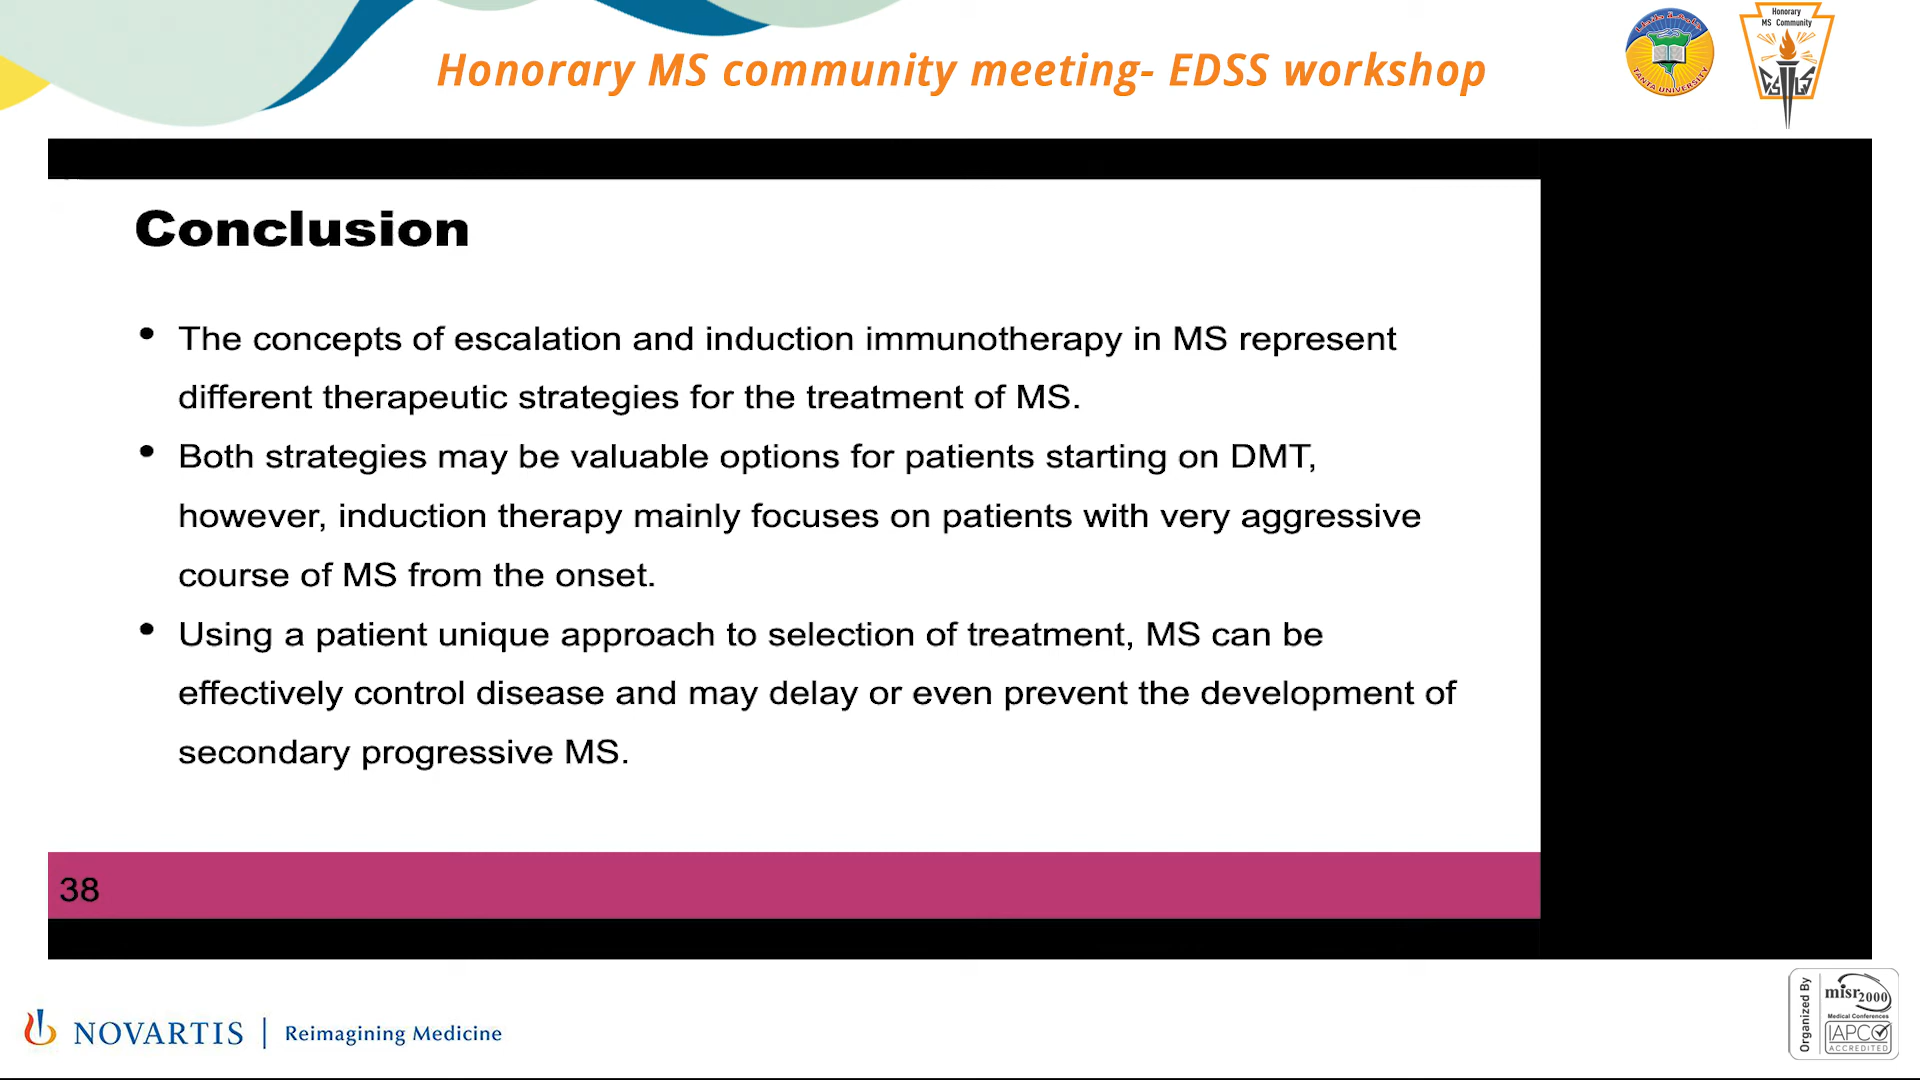 Honorary MS community meeting- EDSS workshop
Honorary
MS Community
TANTA UNIVERSITY
Conclusion
• The concepts of escalation and induction immunotherapy in MS represent
different therapeutic strategies for the treatment of MS.
• Both strategies may be valuable options for patients starting on DMT,
however, induction therapy mainly focuses on patients with very aggressive
course of MS from the onset.
• Using a patient unique approach to selection of treatment, MS can be
effectively control disease and may delay or even prevent the development of
secondary progressive MS.
38
NOVARTIS | Reimagining Medicine
Organized By
misr2000
Medical Conferences
IAPCO
ACCREDITED